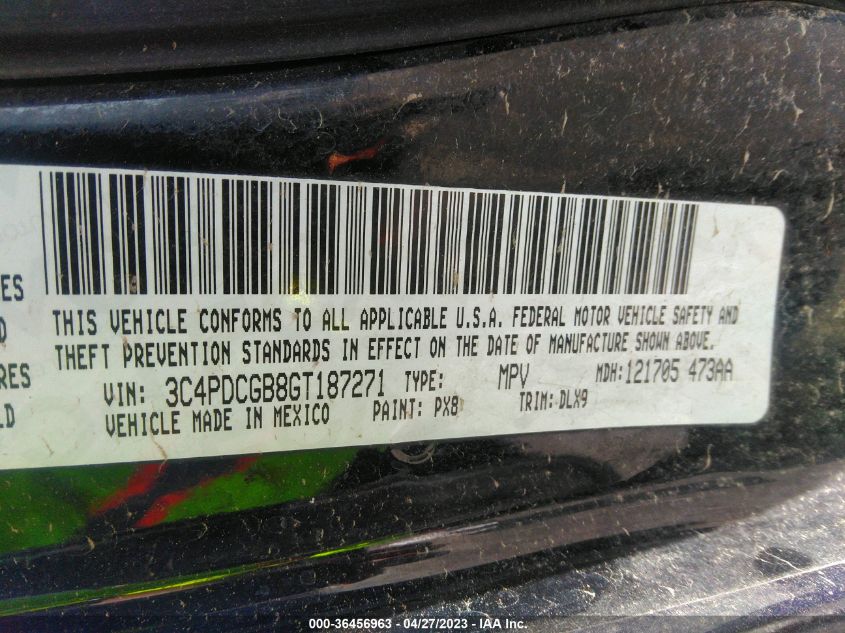 THIS VEHICLE CONFORMS TO ALL APPLICABLE U.S.A. FEDERAL MOTOR VEHICLE SAFETY AND
ES
THEFT PREVENTION STANDARDS IN EFFECT ON THE DATE OF MANUFACTURE SHOWN ABOVE.
D
VIN: 3C4PDCGB8GT187271 TYPE: MPV MDH:121705 473AA
RES
VEHICLE MADE IN MEXICO PAINT: PX8 TRIM: DLX9
LD
000-36456963 - 04/27/2023 - IAA Inc.